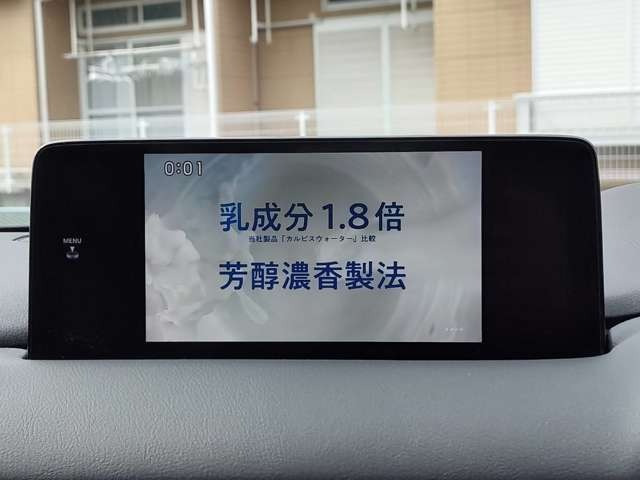 0:01
乳成分1.8倍
当社製品「カルピスウォーター」比較
芳醇濃香製法
MENU